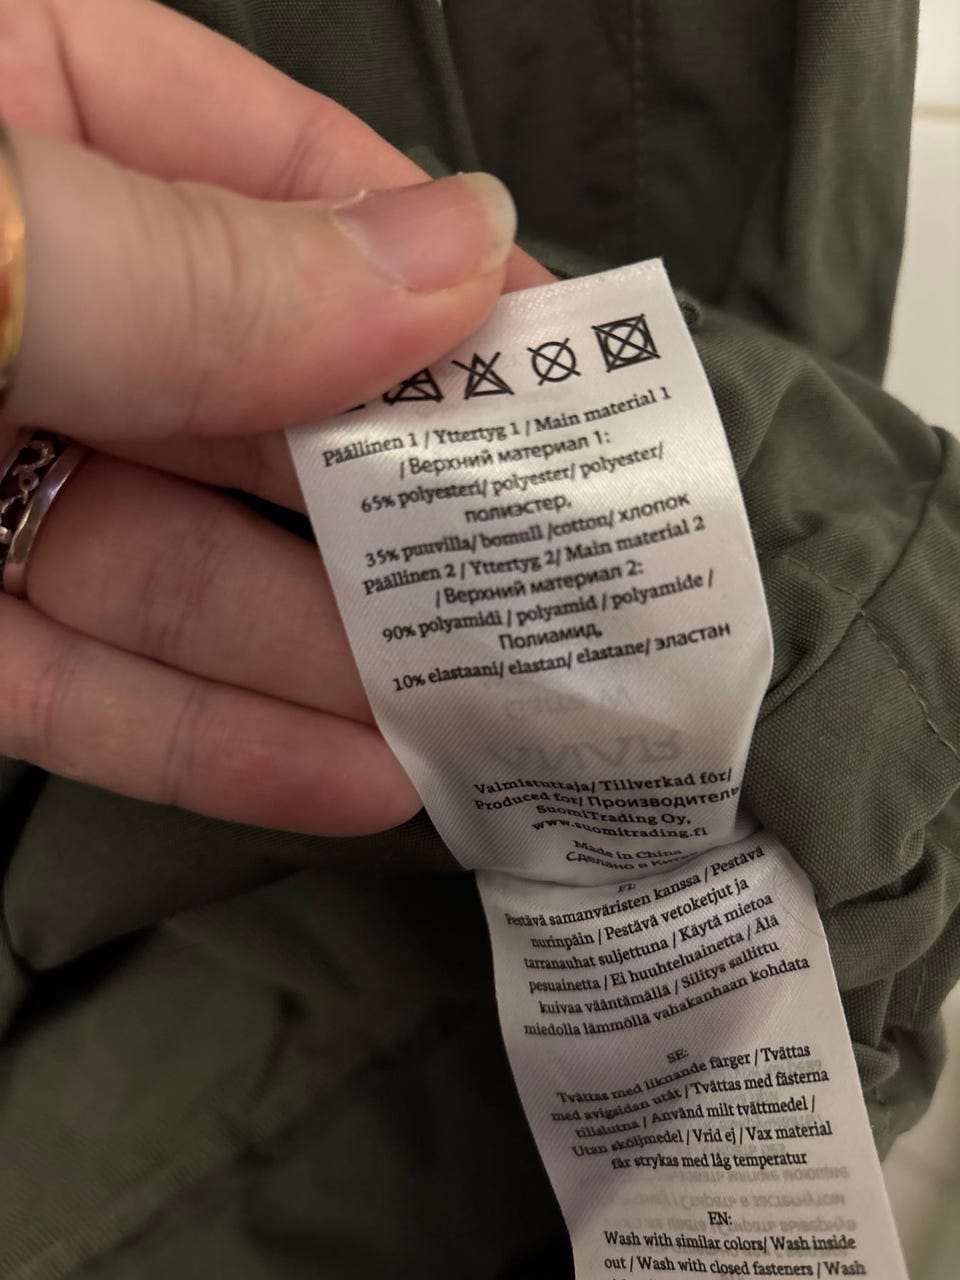 Päällinen 1 / Yttertyg 1 / Main material 1
/ Верхний материал 1:
65% polyesteri/ polyester/ polyester/
полиэстер,
35% puuvilla/ bomull /cotton/ хлопок
Päällinen 2 / Yttertyg 2/ Main material 2
/ Верхний материал 2:
90% polyamidi / polyamid / polyamide /
Полиамид,
10% elastaani/ elastan/ elastane/ эластан
Valmistuttaja/ Tillverkad för/
Produced for/ Производитель
SuomiTrading Oy,
www.suomitrading.fi
Made in China
Сделано в Китае
FI:
Pestävä samanväristen kanssa / Pestävä
nurinpäin / Pestävä vetoketjut ja
tarranauhat suljettuna / Käytä mietoa
pesuainetta / Ei huuhteluainetta / Älä
kuivaa vääntämällä / Silitys sallittu
miedolla lämmöllä vahakanhaan kohdata
SE:
Tvättas med liknande färger / Tvättas
med avigsidan utåt / Tvättas med fästerna
tillslutna / Använd milt tvättmedel /
Utan sköljmedel / Vrid ej / Vax material
får strykas med låg temperatur
EN:
Wash with similar colors/ Wash inside
out / Wash with closed fasteners / Wash